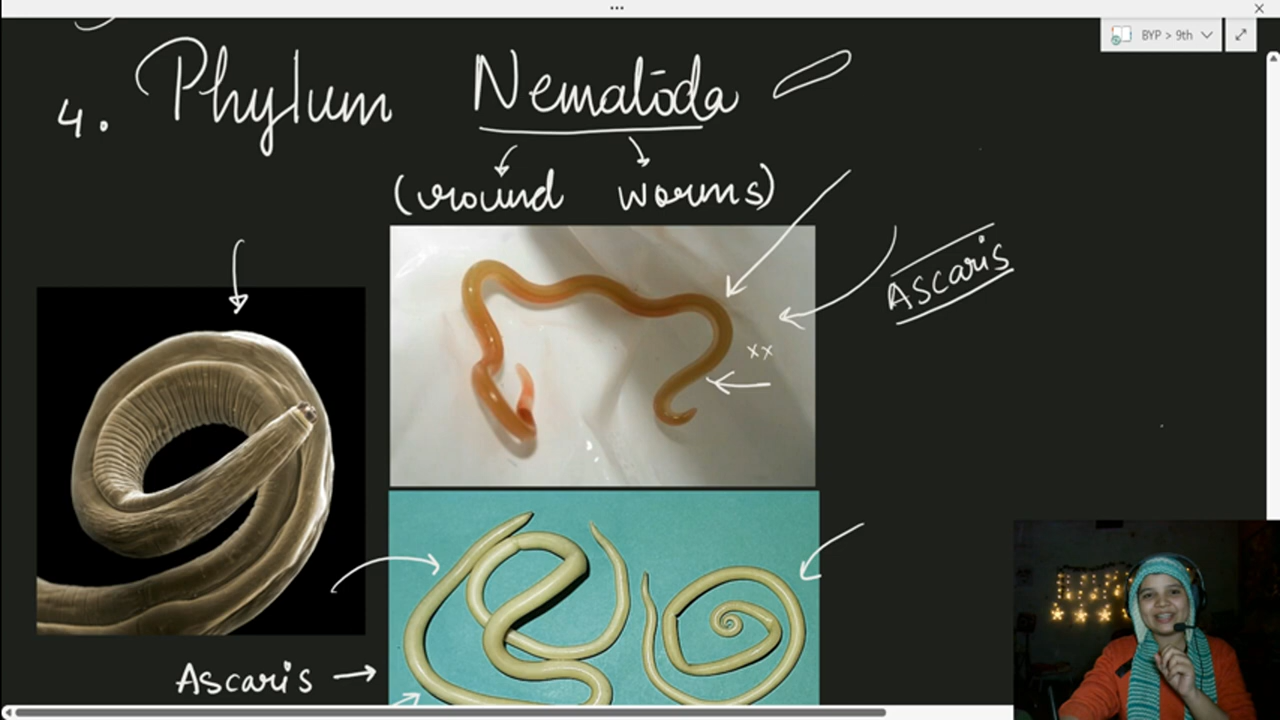 ...
BYP > 9th
4. Phylum Nematoda
(round worms)
Ascaris
xx
Ascaris